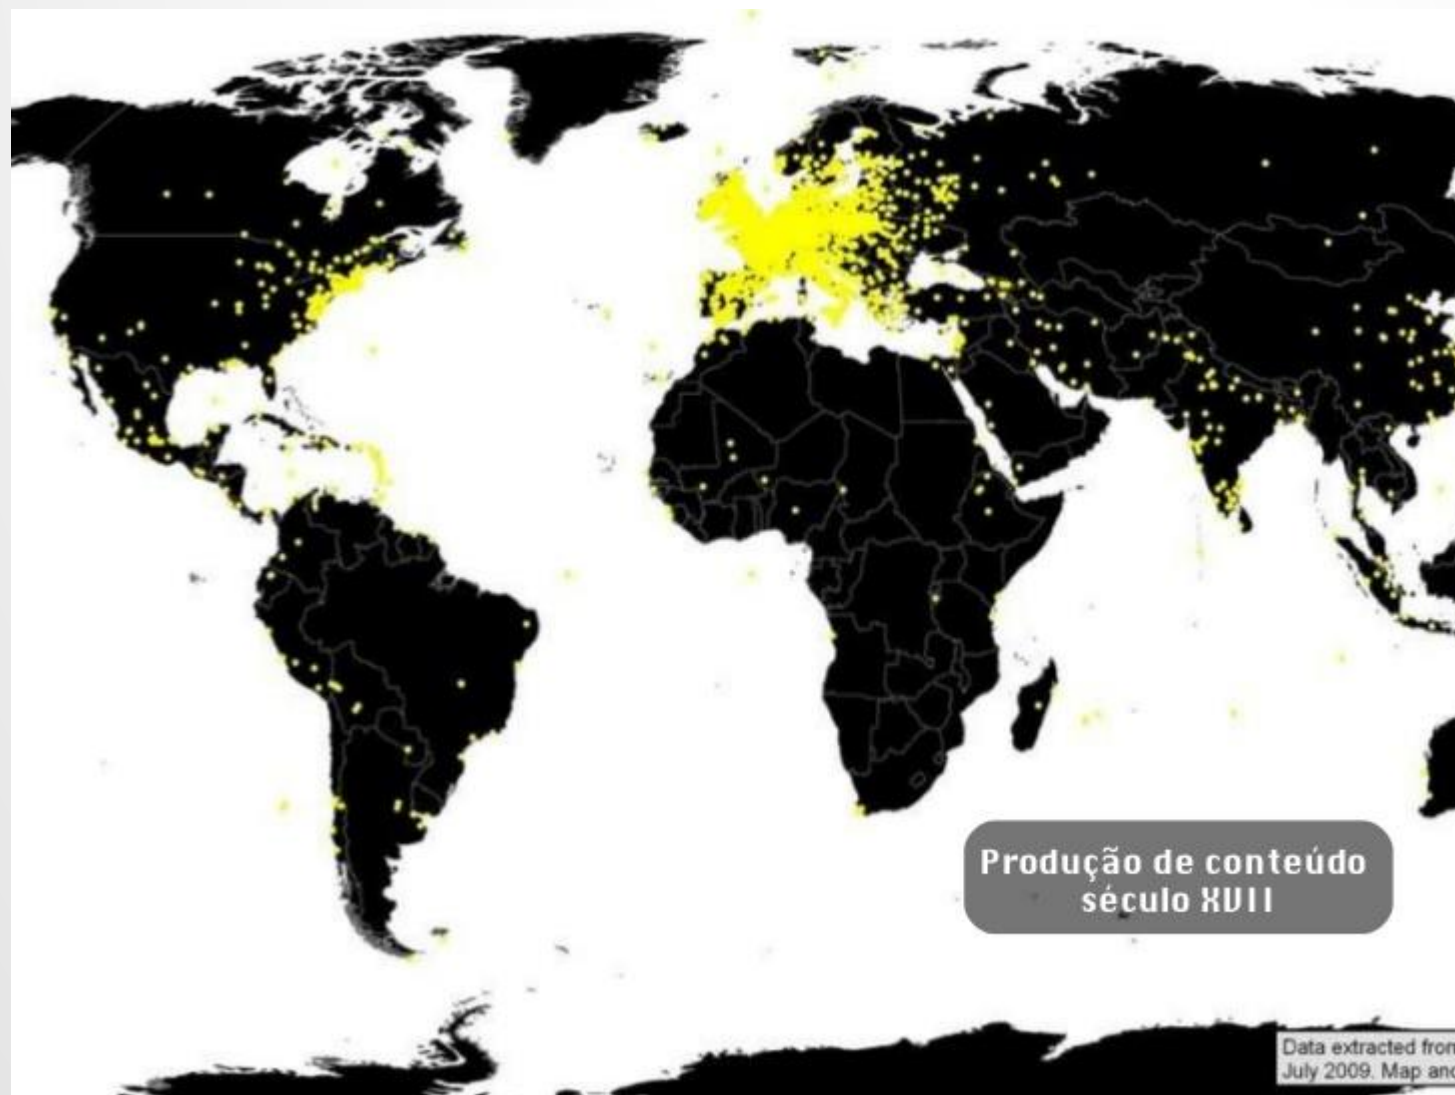 Produção de conteúdo
século XVII
Data extracted from
July 2009. Map and